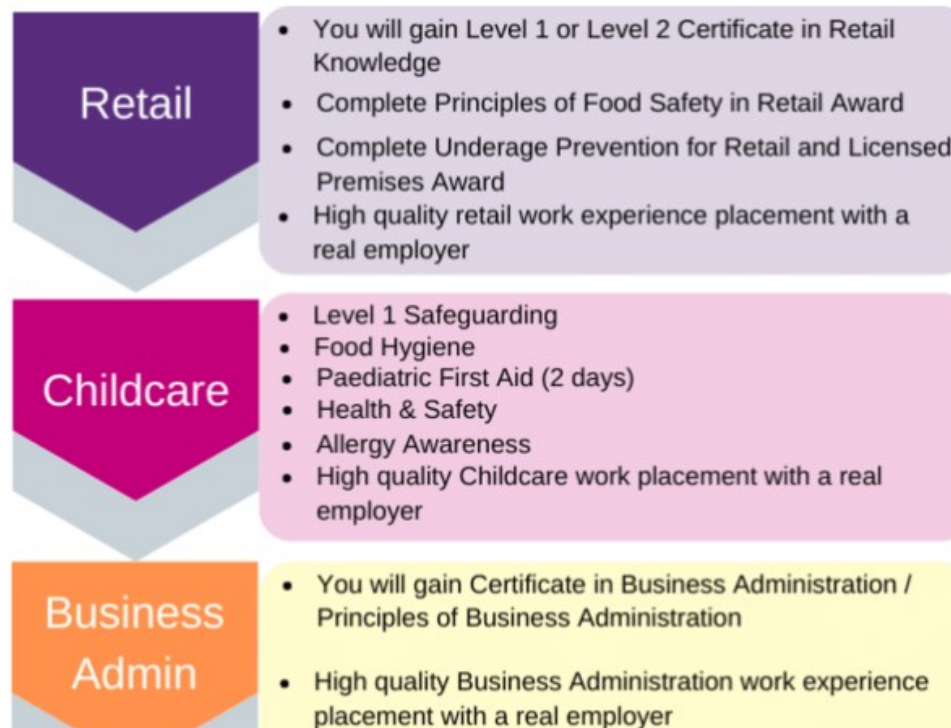 Retail
• You will gain Level 1 or Level 2 Certificate in Retail
Knowledge
• Complete Principles of Food Safety in Retail Award
• Complete Underage Prevention for Retail and Licensed
Premises Award
• High quality retail work experience placement with a
real employer
Childcare
• Level 1 Safeguarding
• Food Hygiene
• Paediatric First Aid (2 days)
• Health & Safety
• Allergy Awareness
• High quality Childcare work placement with a real
employer
Business
Admin
• You will gain Certificate in Business Administration /
Principles of Business Administration
• High quality Business Administration work experience
placement with a real employer